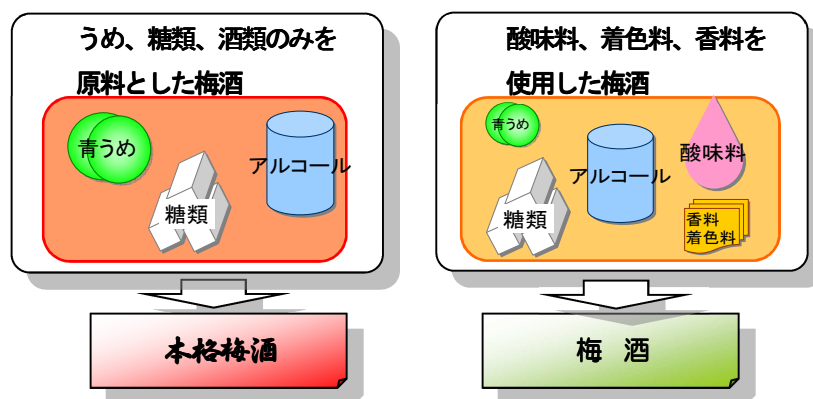 うめ、糖類、酒類のみを
原料とした梅酒
青うめ
アルコール
糖類
本格梅酒
酸味料、着色料、香料を
使用した梅酒
青うめ
アルコール
酸味料
糖類
香料
着色料
梅 酒